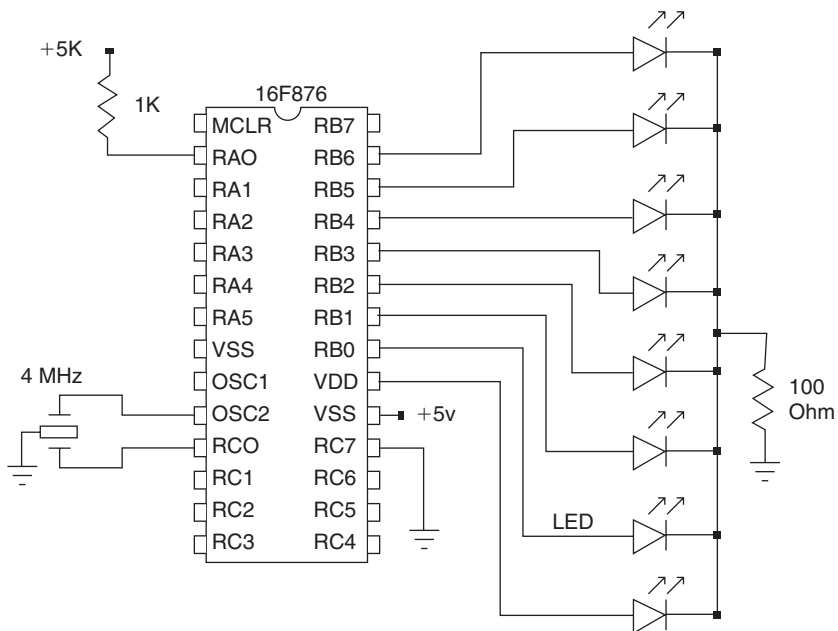 +5K
1K
16F876
MCLR RB7
RAO RB6
RA1 RB5
RA2 RB4
RA3 RB3
RA4 RB2
RA5 RB1
VSS RB0
OSC1 VDD
OSC2 VSS
RCO RC7
RC1 RC6
RC2 RC5
RC3 RC4
4 MHz
+5v
LED
100
Ohm